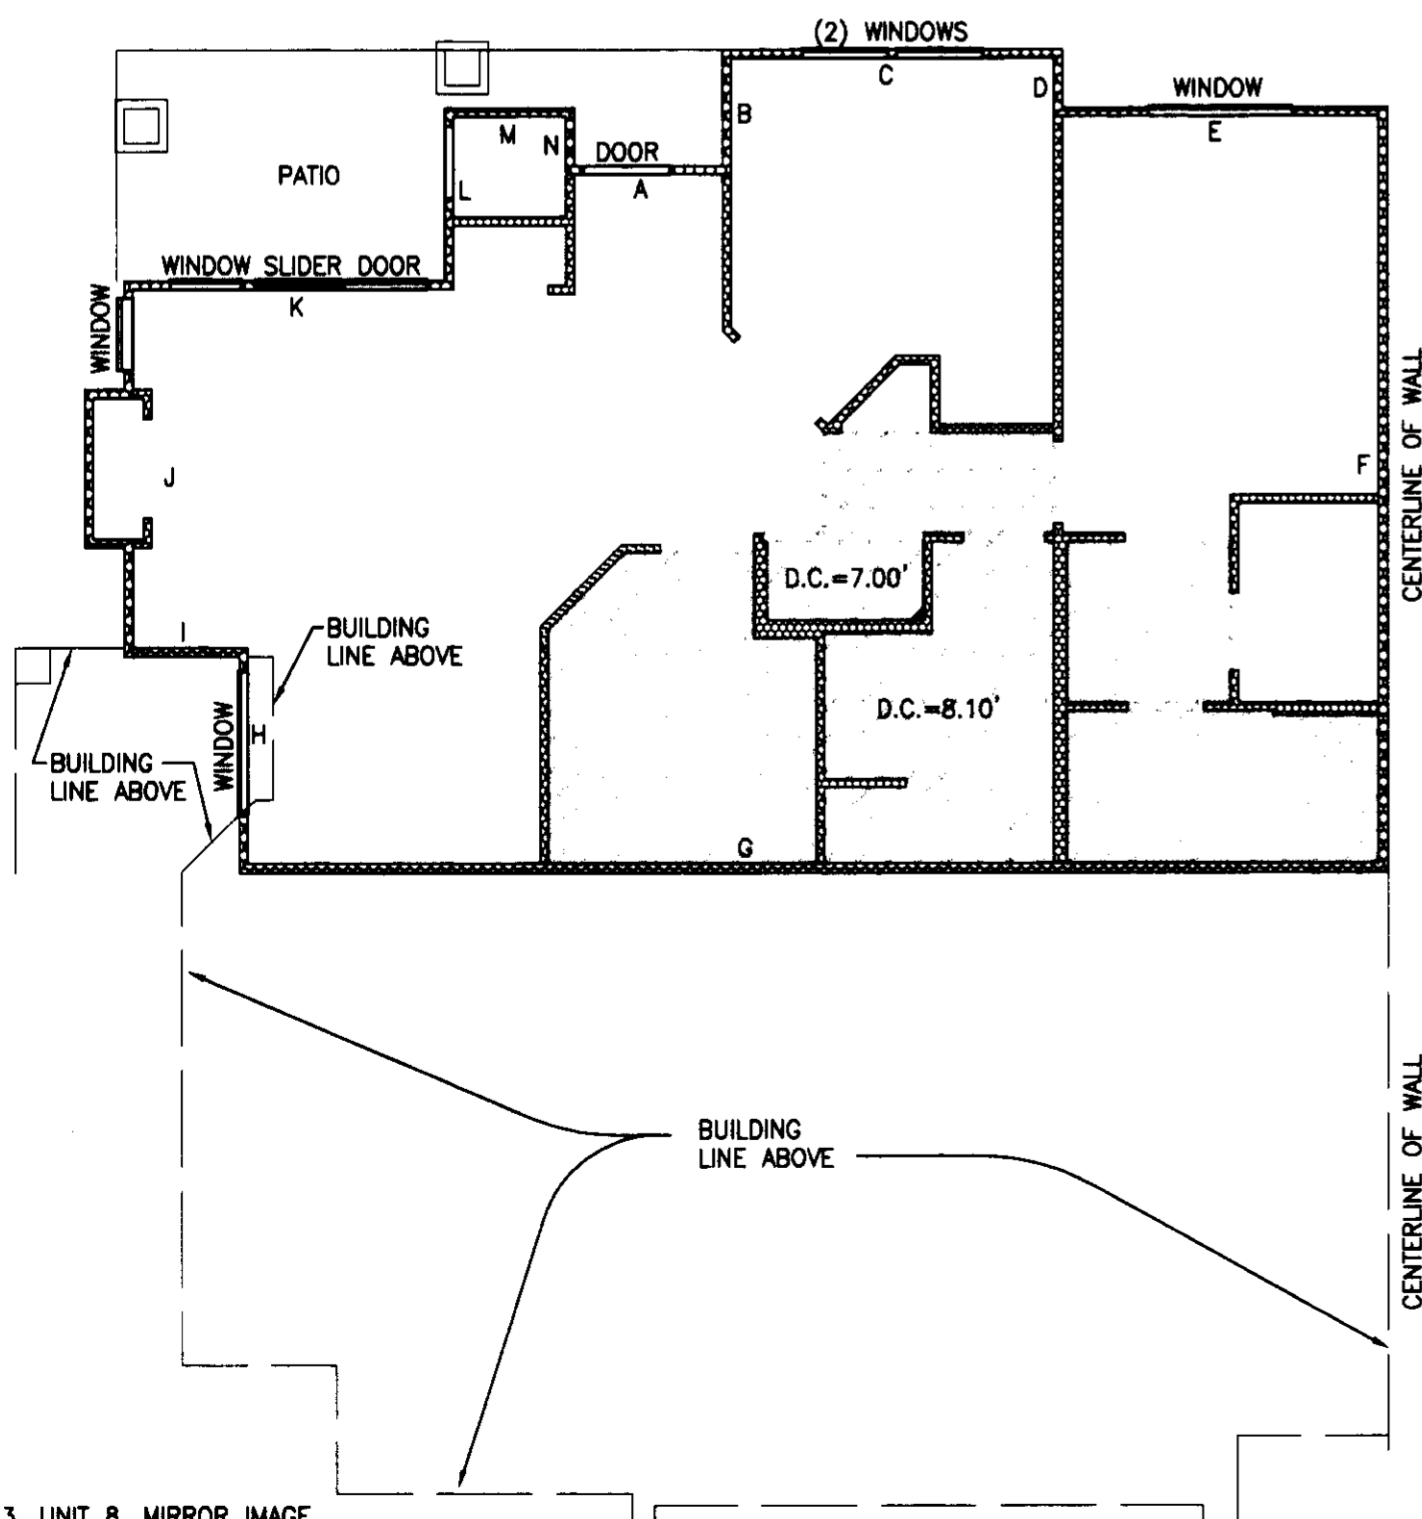 (2) WINDOWS
C
D
WINDOW
B
E
M
N
DOOR
PATIO
L
A
WINDOW SLIDER DOOR
K
WINDOW
CENTERLINE OF WALL
F
J
D.C.=7.00'
BUILDING
LINE ABOVE
I
D.C.=8.10'
WINDOW
H
BUILDING
LINE ABOVE
G
CENTERLINE OF WALL
BUILDING
LINE ABOVE
3, UNIT 8, MIRROR IMAGE